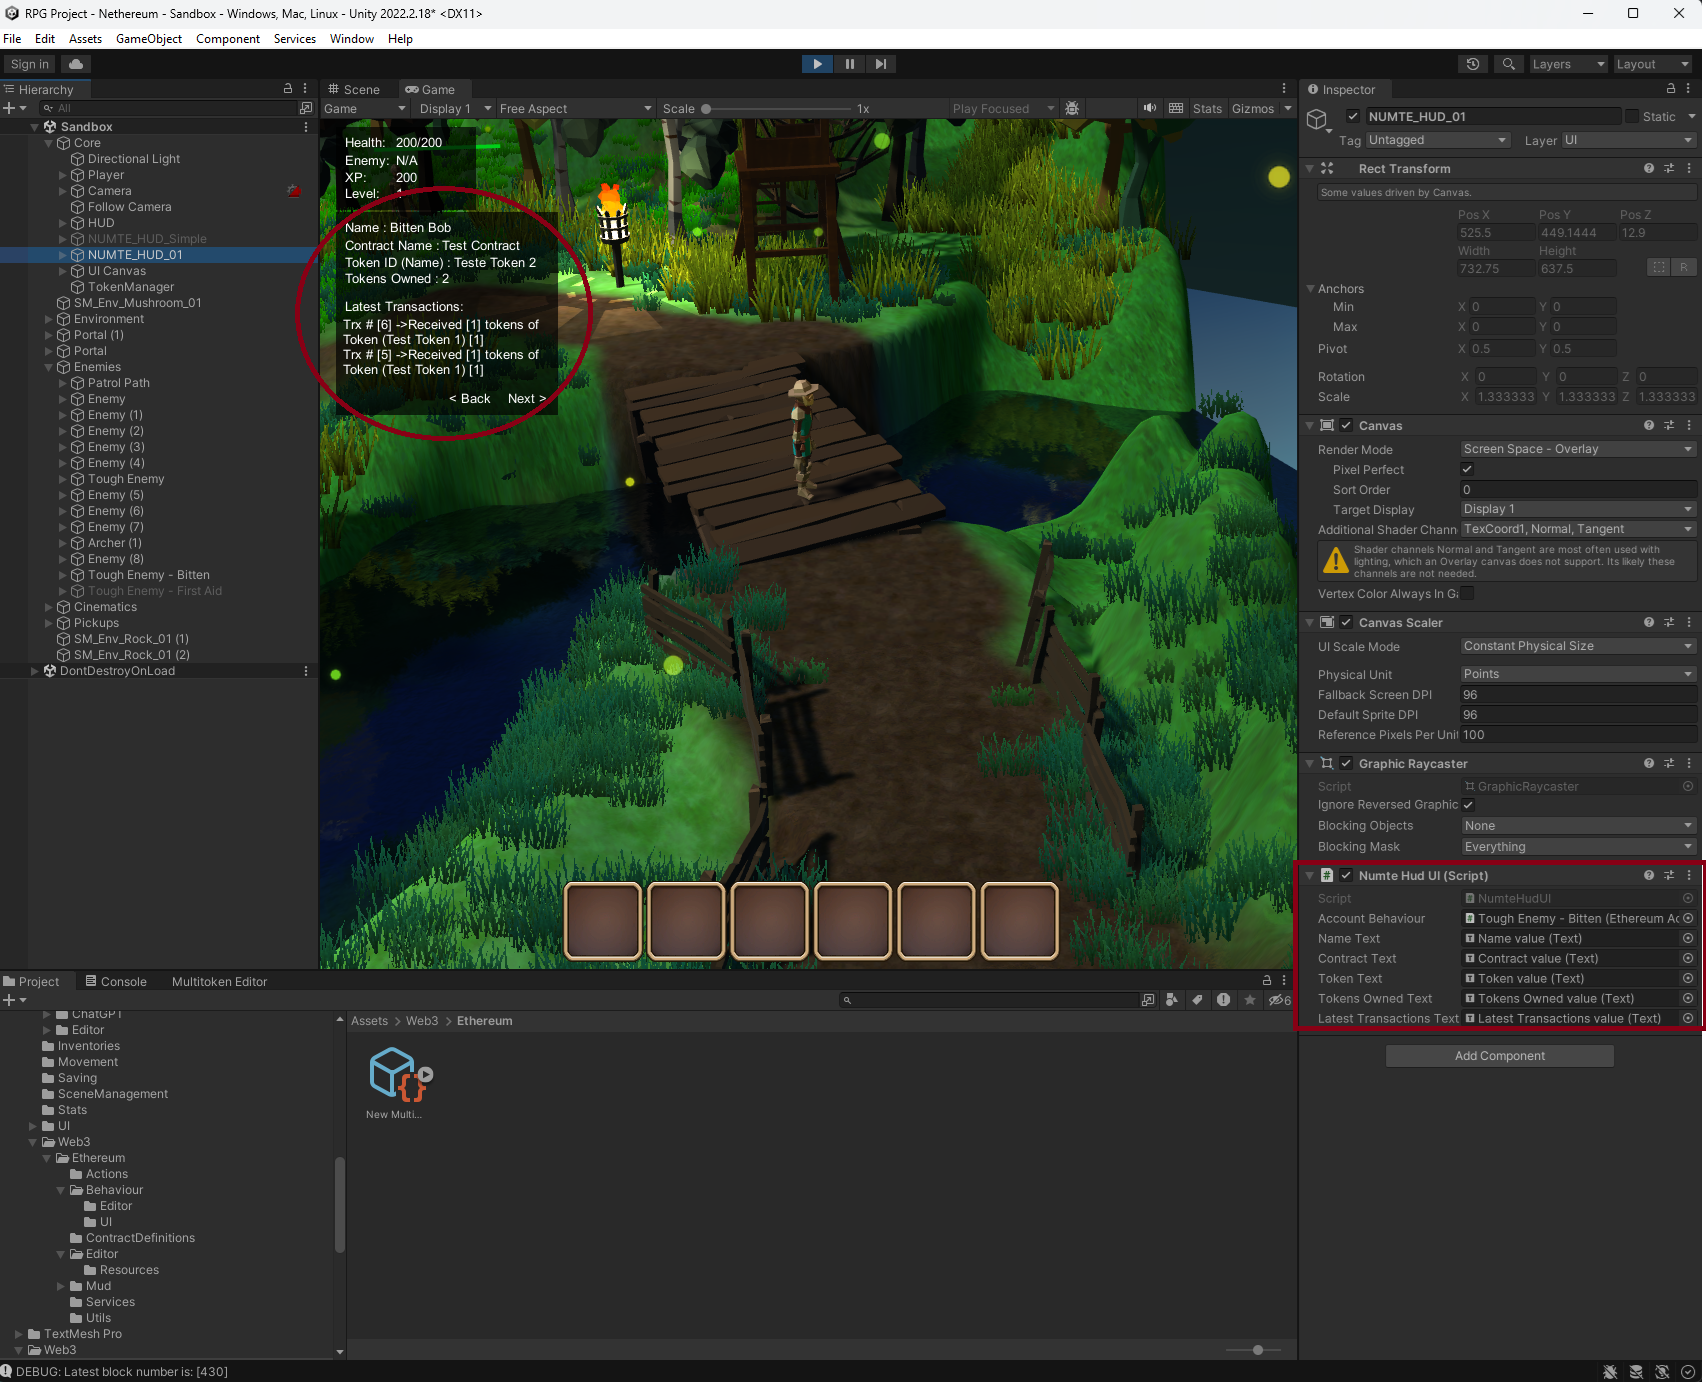 RPG Project - Nethereum - Sandbox - Windows, Mac, Linux - Unity 2022.2.18* <DX11>
File Edit Assets GameObject Component Services Window Help
Sign in
Layers
Layout
Hierarchy
All
Sandbox
Core
Directional Light
Player
Camera
Follow Camera
HUD
NUMTE_HUD_Simple
NUMTE_HUD_01
UI Canvas
TokenManager
SM_Env_Mushroom_01
Environment
Portal (1)
Portal
Enemies
Patrol Path
Enemy
Enemy (1)
Enemy (2)
Enemy (3)
Enemy (4)
Tough Enemy
Enemy (5)
Enemy (6)
Enemy (7)
Archer (1)
Enemy (8)
Tough Enemy - Bitten
Tough Enemy - First Aid
Cinematics
Pickups
SM_Env_Rock_01 (1)
SM_Env_Rock_01 (2)
DontDestroyOnLoad
Scene Game
Game Display 1 Free Aspect Scale 1x Play Focused Stats Gizmos
Health: 200/200
Enemy: N/A
XP: 200
Level: 1
Name : Bitten Bob
Contract Name : Test Contract
Token ID (Name) : Teste Token 2
Tokens Owned : 2
Latest Transactions:
Trx # [6] ->Received [1] tokens of
Token (Test Token 1) [1]
Trx # [5] ->Received [1] tokens of
Token (Test Token 1) [1]
< Back Next >
Inspector
NUMTE_HUD_01 Static
Tag Untagged Layer UI
Rect Transform
Some values driven by Canvas.
Pos X Pos Y Pos Z
525.5 449.1444 12.9
Width Height
732.75 637.5
R
Anchors
Min X 0 Y 0
Max X 0 Y 0
Pivot X 0.5 Y 0.5
Rotation X 0 Y 0 Z 0
Scale X 1.333333 Y 1.333333 Z 1.333333
Canvas
Render Mode Screen Space - Overlay
Pixel Perfect
Sort Order 0
Target Display Display 1
Additional Shader Chann TexCoord1, Normal, Tangent
Shader channels Normal and Tangent are most often used with
lighting, which an Overlay canvas does not support. Its likely these
channels are not needed.
Vertex Color Always In Ga
Canvas Scaler
UI Scale Mode Constant Physical Size
Physical Unit Points
Fallback Screen DPI 96
Default Sprite DPI 96
Reference Pixels Per Unit 100
Graphic Raycaster
Script GraphicRaycaster
Ignore Reversed Graphic
Blocking Objects None
Blocking Mask Everything
# Numte Hud UI (Script)
Script NumteHudUI
Account Behaviour Tough Enemy - Bitten (Ethereum Ac
Name Text Name value (Text)
Contract Text Contract value (Text)
Token Text Token value (Text)
Tokens Owned Text Tokens Owned value (Text)
Latest Transactions Text Latest Transactions value (Text)
Add Component
Project Console Multitoken Editor
6
ChatGPT
Editor
Inventories
Movement
Saving
SceneManagement
Stats
UI
Web3
Ethereum
Actions
Behaviour
Editor
UI
ContractDefinitions
Editor
Resources
Mud
Services
Utils
TextMesh Pro
Web3
Assets > Web3 > Ethereum
New Multi...
DEBUG: Latest block number is: [430]